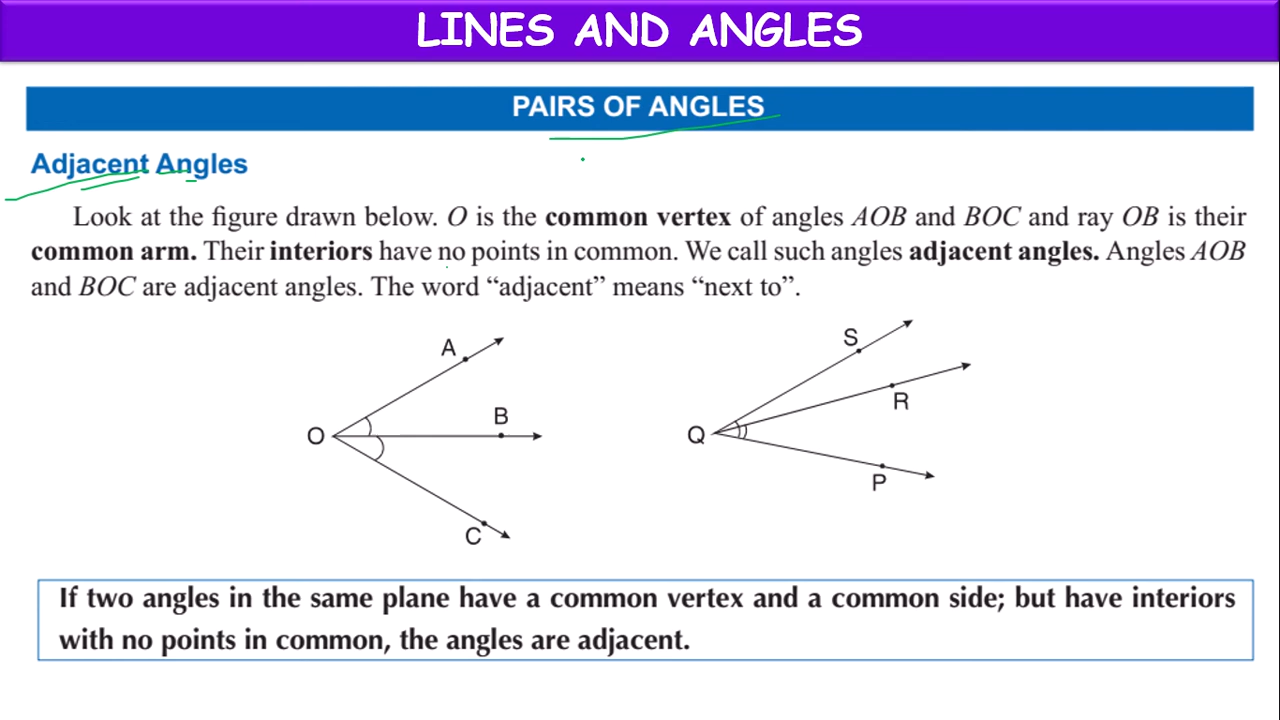 LINES AND ANGLES
PAIRS OF ANGLES
Adjacent Angles
Look at the figure drawn below. O is the common vertex of angles AOB and BOC and ray OB is their
common arm. Their interiors have no points in common. We call such angles adjacent angles. Angles AOB
and BOC are adjacent angles. The word “adjacent” means “next to”.
A
B
O
C
S
R
Q
P
If two angles in the same plane have a common vertex and a common side; but have interiors
with no points in common, the angles are adjacent.